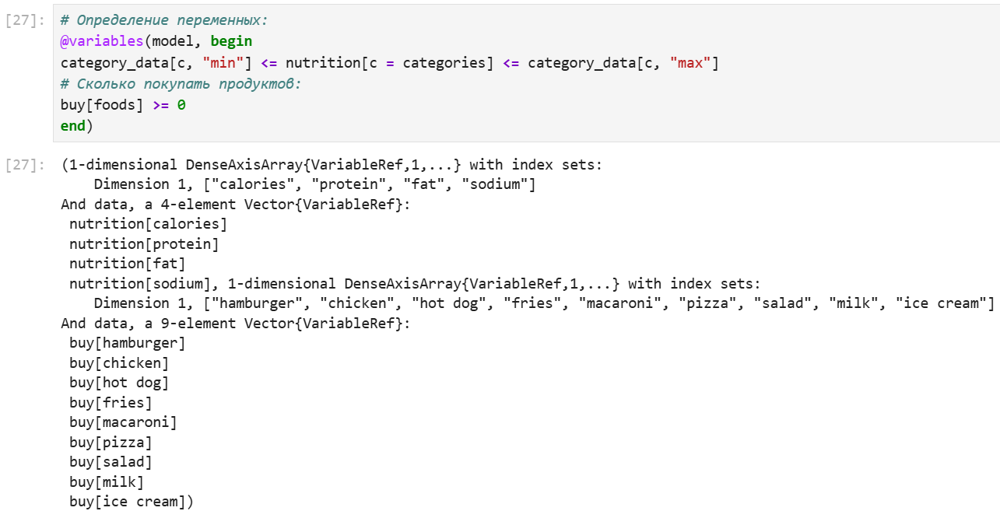 [27]: # Определение переменных:
@variables(model, begin
category_data[c, "min"] <= nutrition[c = categories] <= category_data[c, "max"]
# Сколько покупать продуктов:
buy[foods] >= 0
end)
[27]: (1-dimensional DenseAxisArray{VariableRef,1,...} with index sets:
    Dimension 1, ["calories", "protein", "fat", "sodium"]
And data, a 4-element Vector{VariableRef}:
 nutrition[calories]
 nutrition[protein]
 nutrition[fat]
 nutrition[sodium], 1-dimensional DenseAxisArray{VariableRef,1,...} with index sets:
    Dimension 1, ["hamburger", "chicken", "hot dog", "fries", "macaroni", "pizza", "salad", "milk", "ice cream"]
And data, a 9-element Vector{VariableRef}:
 buy[hamburger]
 buy[chicken]
 buy[hot dog]
 buy[fries]
 buy[macaroni]
 buy[pizza]
 buy[salad]
 buy[milk]
 buy[ice cream])